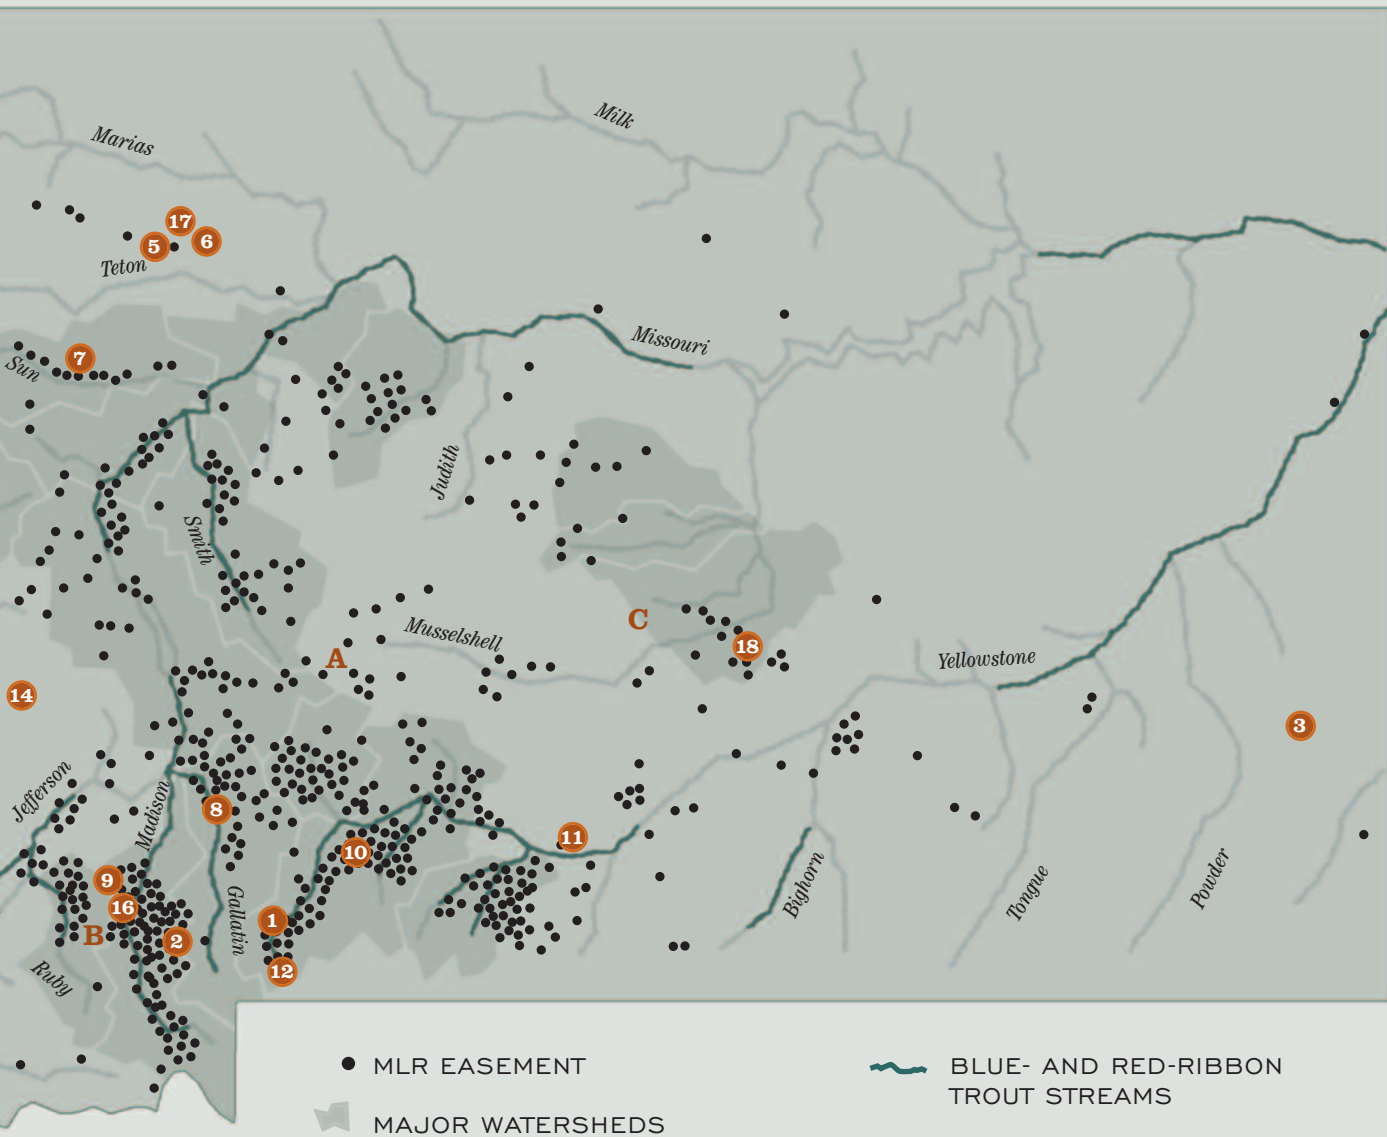 Milk
Marias
17
5
6
Teton
Missouri
7
Sun
Judith
Smith
Musselshell
C
A
18
Yellowstone
14
3
Jefferson
Madison
8
11
10
9
16
1
B
2
Gallatin
12
Ruby
Bighorn
Tongue
Powder
MLR EASEMENT
BLUE- AND RED-RIBBON
TROUT STREAMS
MAJOR WATERSHEDS